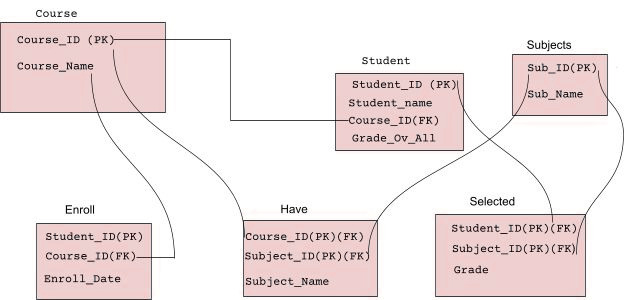 Course
Course_ID (PK)
Course_Name
Student
Student_ID (PK)
Student_name
Course_ID(FK)
Grade_Ov_All
Subjects
Sub_ID(PK)
Sub_Name
Enroll
Student_ID(PK)
Course_ID(FK)
Enroll_Date
Have
Course_ID(PK)(FK)
Subject_ID(PK)(FK)
Subject_Name
Selected
Student_ID(PK)(FK)
Subject_ID(PK)(FK)
Grade